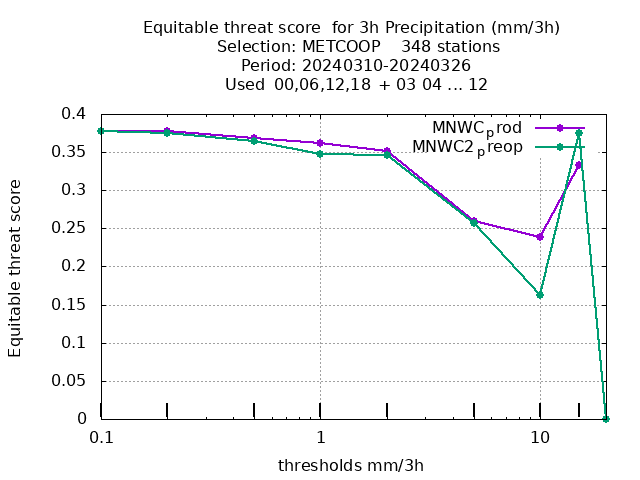 Equitable threat score for 3h Precipitation (mm/3h)
Selection: METCOOP 348 stations
Period: 20240310-20240326
Used 00,06,12,18 + 03 04 ... 12
MNWCprod
MNWC2preop
0.4
0.35
0.3
0.25
0.2
0.15
0.1
0.05
0
Equitable threat score
0.1 1 10
thresholds mm/3h